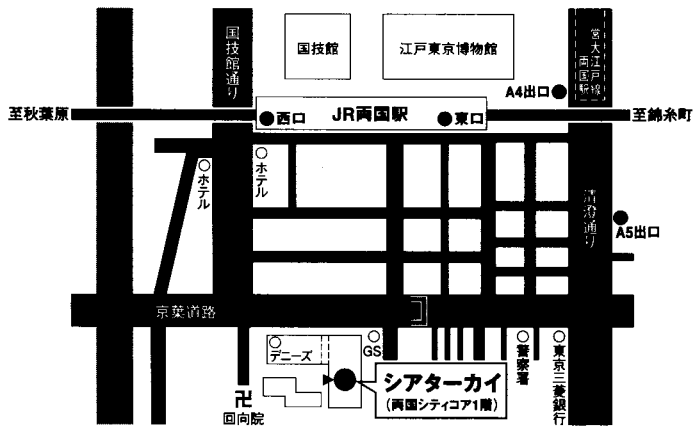 国技館通り
国技館
江戸東京博物館
営大江戸線
両国駅
A4出口
至秋葉原
西口
JR両国駅
東口
至錦糸町
ホテル
ホテル
清澄通り
A5出口
京葉道路
デニーズ
GS
警察署
東京三菱銀行
シアターカイ
(両国シティコア1階)
卍
回向院